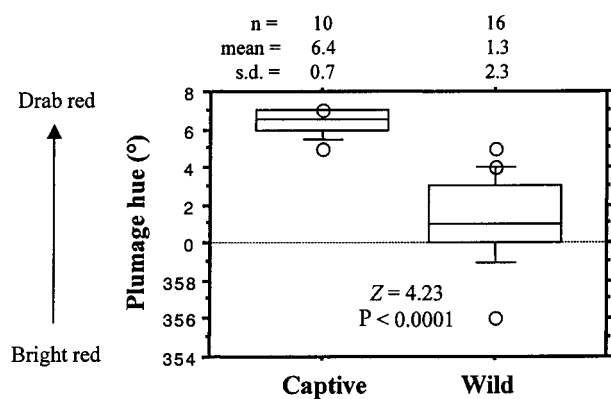 n = 10 16
mean = 6.4 1.3
s.d. = 0.7 2.3
Drab red
Bright red
Plumage hue (°)
8
6
4
2
0
358
356
354
Z = 4.23
P < 0.0001
Captive Wild